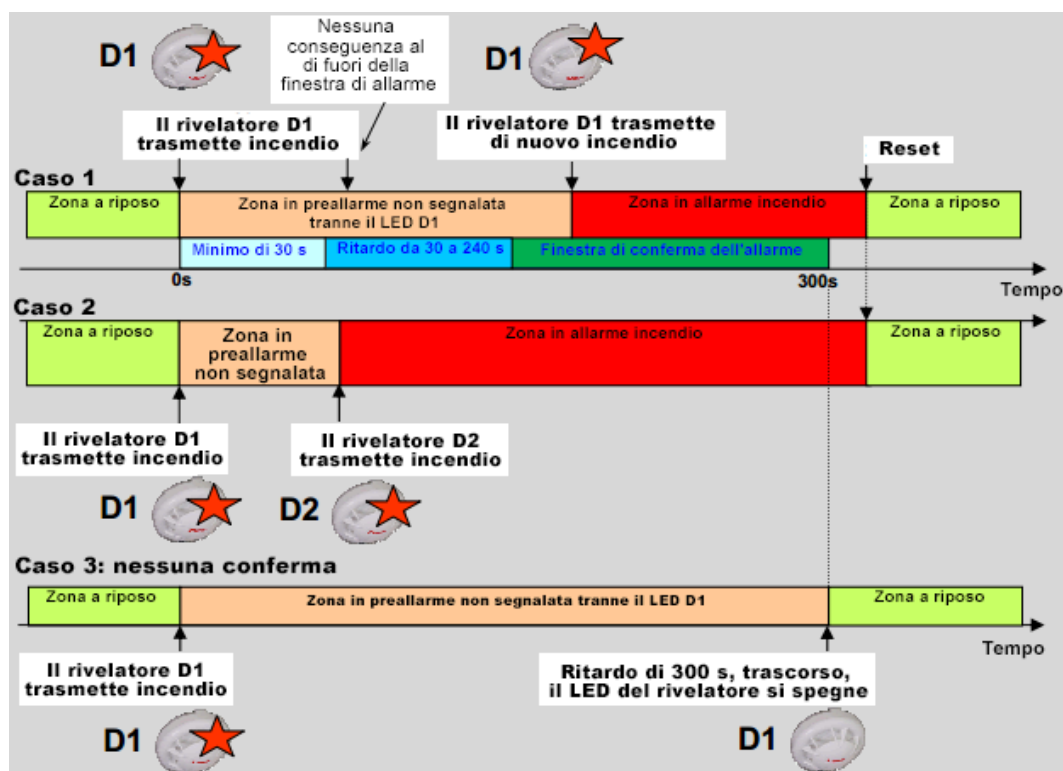 D1
Nessuna
conseguenza al
di fuori della
finestra di allarme
D1
Il rivelatore D1
trasmette incendio
Il rivelatore D1 trasmette
di nuovo incendio
Reset
Caso 1
Zona a riposo
Zona in preallarme non segnalata
tranne il LED D1
Zona in allarme incendio
Zona a riposo
Minimo di 30 s
Ritardo da 30 a 240 s
Finestra di conferma dell'allarme
0s
300s
Tempo
Caso 2
Zona a riposo
Zona in
preallarme
non segnalata
Zona in allarme incendio
Zona a riposo
Il rivelatore D1
trasmette incendio
Il rivelatore D2
trasmette incendio
D1
D2
Caso 3: nessuna conferma
Zona a riposo
Zona in preallarme non segnalata tranne il LED D1
Zona a riposo
Tempo
Il rivelatore D1
trasmette incendio
Ritardo di 300 s, trascorso,
il LED del rivelatore si spegne
D1
D1